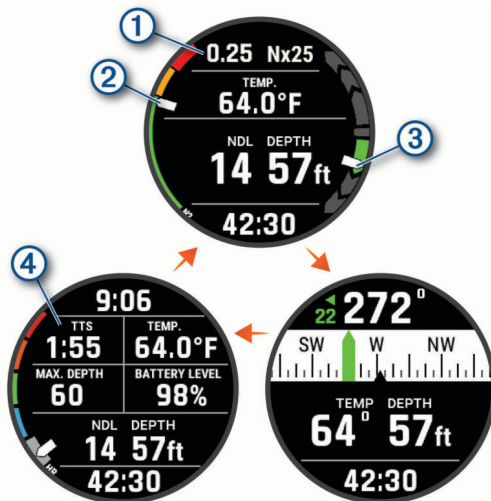 1
0.25 Nx25
2
TEMP.
64.0°F
3
NDL DEPTH
14 57ft
N2
42:30
4
9:06
TTS TEMP.
1:55 64.0°F
MAX. DEPTH BATTERY LEVEL
60 98%
NDL DEPTH
14 57ft
HR
42:30
22 272°
SW W NW
TEMP DEPTH
64° 57ft
42:30